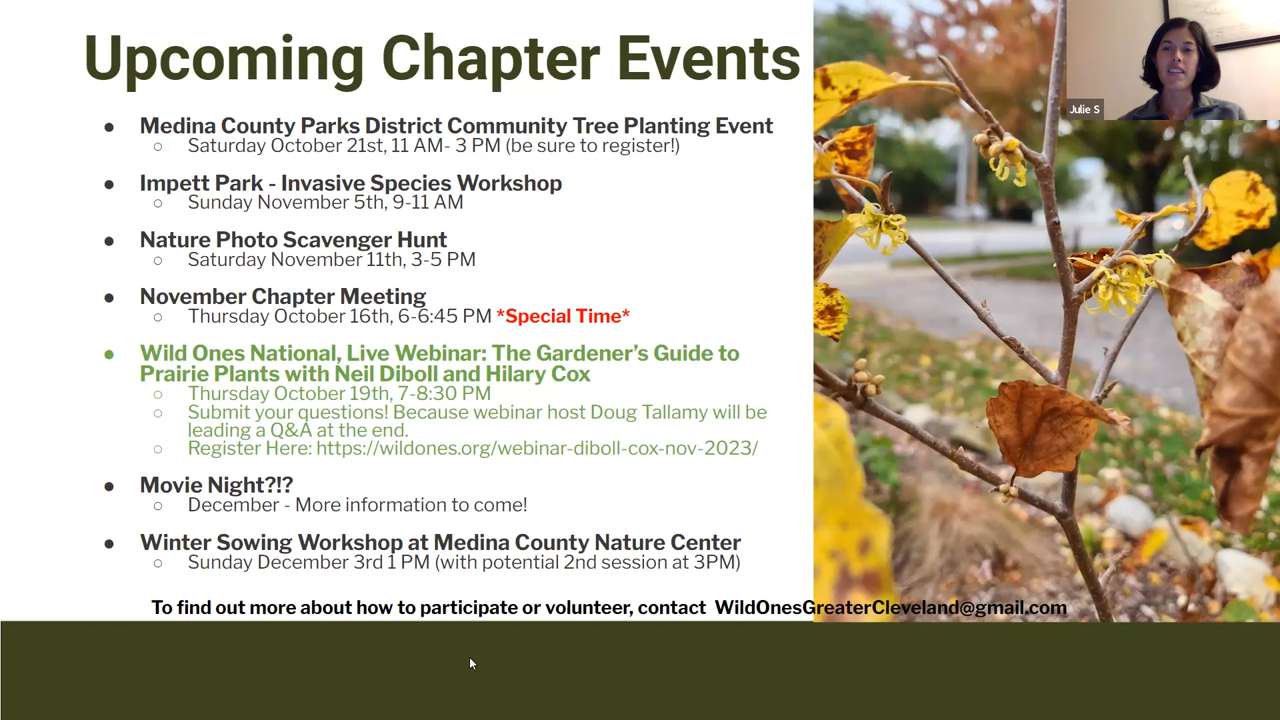 Upcoming Chapter Events
Julie S
● Medina County Parks District Community Tree Planting Event
○ Saturday October 21st, 11 AM- 3 PM (be sure to register!)
● Impett Park - Invasive Species Workshop
○ Sunday November 5th, 9-11 AM
● Nature Photo Scavenger Hunt
○ Saturday November 11th, 3-5 PM
● November Chapter Meeting
○ Thursday October 16th, 6-6:45 PM *Special Time*
● Wild Ones National, Live Webinar: The Gardener's Guide to
Prairie Plants with Neil Diboll and Hilary Cox
○ Thursday October 19th, 7-8:30 PM
○ Submit your questions! Because webinar host Doug Tallamy will be
leading a Q&A at the end.
○ Register Here: https://wildones.org/webinar-diboll-cox-nov-2023/
● Movie Night?!?
○ December - More information to come!
● Winter Sowing Workshop at Medina County Nature Center
○ Sunday December 3rd 1 PM (with potential 2nd session at 3PM)
To find out more about how to participate or volunteer, contact WildOnesGreaterCleveland@gmail.com